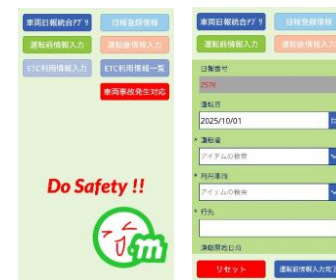 車両日報統合ｱﾌﾟﾘ 日報登録情報
運転前情報入力 運転後情報入力
ETC利用情報入力 ETC利用情報一覧
車両事故発生対応
Do Safety !!
車両日報統合ｱﾌﾟﾘ 日報登録情報
運転前情報入力 運転後情報入力
日報番号
2576
運転日
2025/10/01
* 運転者
アイテムの検索
* 利用車両
アイテムの検索
* 行先
リセット 運転前情報入力完了